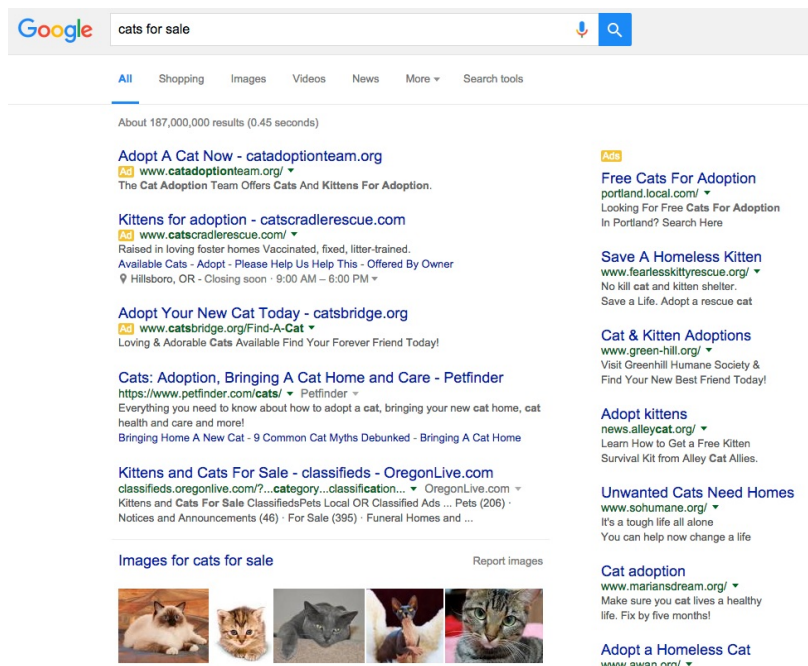 Google
cats for sale
All Shopping Images Videos News More Search tools
About 187,000,000 results (0.45 seconds)
Adopt A Cat Now - catadoptionteam.org
Ad www.catadoptionteam.org/
The Cat Adoption Team Offers Cats And Kittens For Adoption.
Kittens for adoption - catscradlerescue.com
Ad www.catscradlerescue.com/
Raised in loving foster homes Vaccinated, fixed, litter-trained.
Available Cats - Adopt - Please Help Us Help This - Offered By Owner
Hillsboro, OR - Closing soon · 9:00 AM – 6:00 PM
Adopt Your New Cat Today - catsbridge.org
Ad www.catsbridge.org/Find-A-Cat
Loving & Adorable Cats Available Find Your Forever Friend Today!
Cats: Adoption, Bringing A Cat Home and Care - Petfinder
https://www.petfinder.com/cats/ Petfinder
Everything you need to know about how to adopt a cat, bringing your new cat home, cat
health and care and more!
Bringing Home A New Cat - 9 Common Cat Myths Debunked - Bringing A Cat Home
Kittens and Cats For Sale - classifieds - OregonLive.com
classifieds.oregonlive.com/?...category...classification... OregonLive.com
Kittens and Cats For Sale ClassifiedsPets Local OR Classified Ads ... Pets (206) ·
Notices and Announcements (46) · For Sale (395) · Funeral Homes and ...
Images for cats for sale Report images
Ads
Free Cats For Adoption
portland.local.com/
Looking For Free Cats For Adoption
In Portland? Search Here
Save A Homeless Kitten
www.fearlesskittyrescue.org/
No kill cat and kitten shelter.
Save a Life. Adopt a rescue cat
Cat & Kitten Adoptions
www.green-hill.org/
Visit Greenhill Humane Society &
Find Your New Best Friend Today!
Adopt kittens
news.alleycat.org/
Learn How to Get a Free Kitten
Survival Kit from Alley Cat Allies.
Unwanted Cats Need Homes
www.sohumane.org/
It's a tough life all alone
You can help now change a life
Cat adoption
www.mariansdream.org/
Make sure you cat lives a healthy
life. Fix by five months!
Adopt a Homeless Cat
www.awan.org/